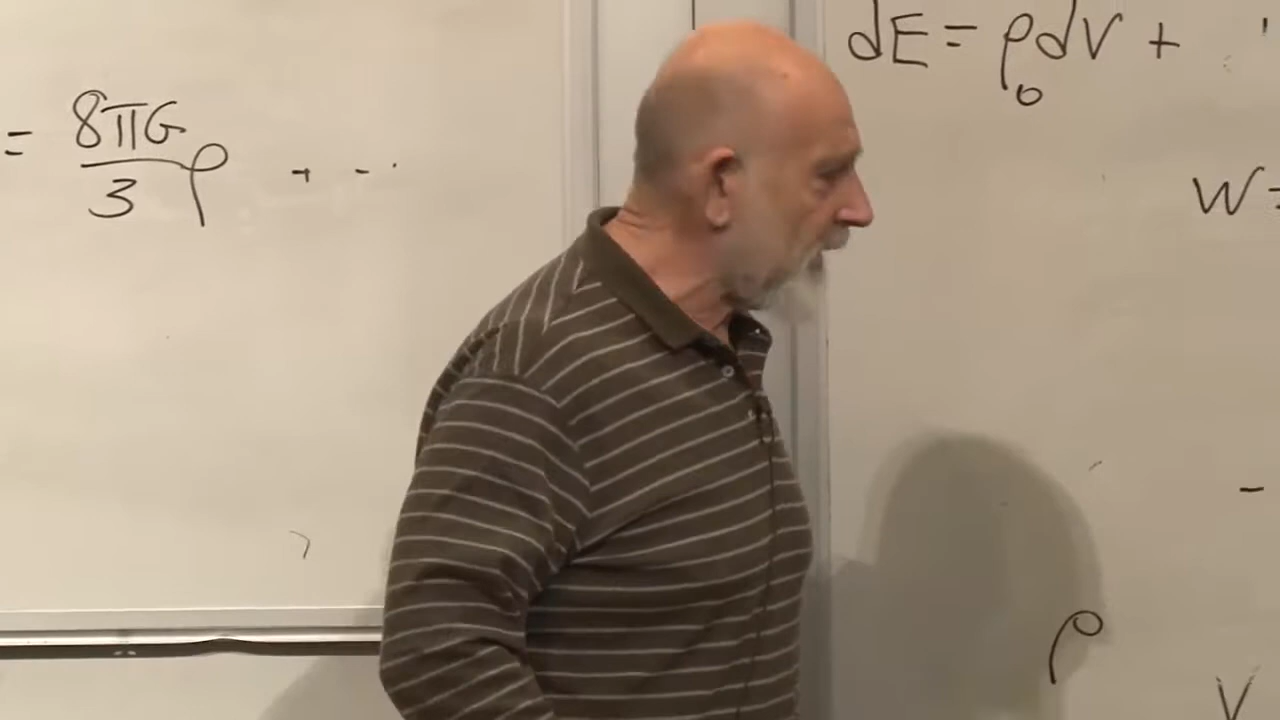 = 8πG/3 ρ + - ·
dE = ρ₀dV +
W =
-
ρ
V